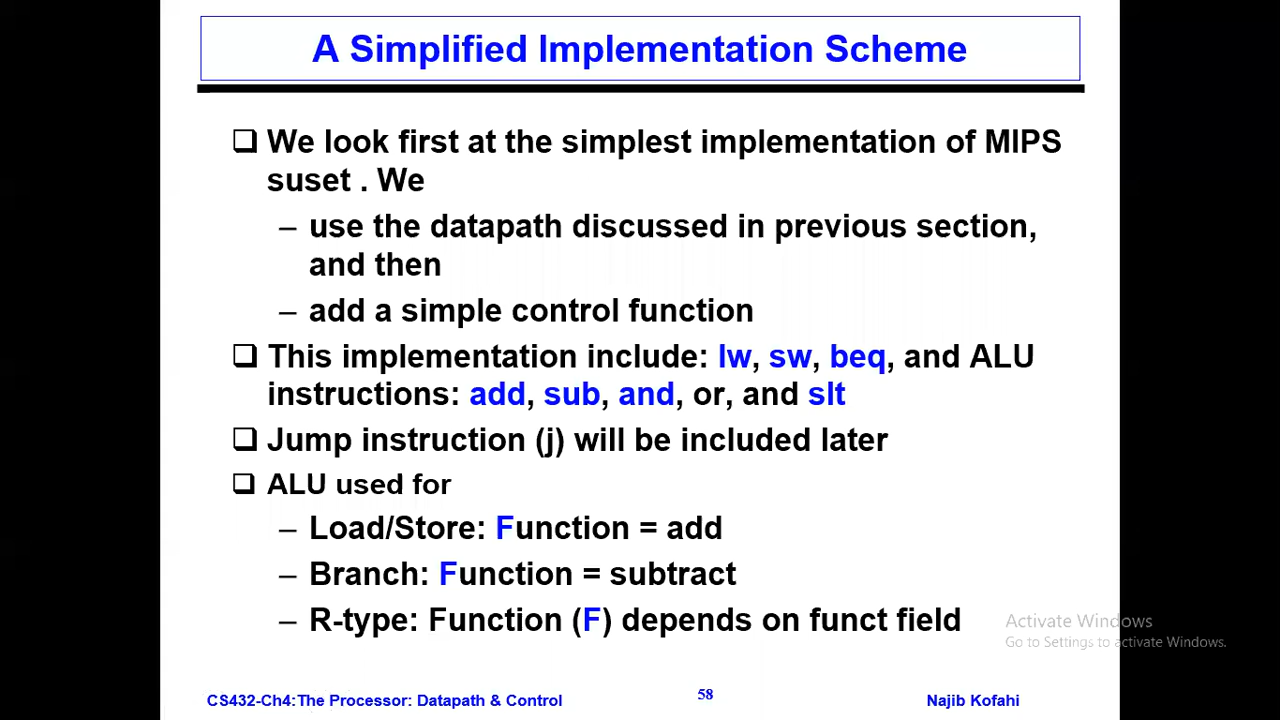 A Simplified Implementation Scheme
We look first at the simplest implementation of MIPS
suset . We
– use the datapath discussed in previous section,
and then
– add a simple control function
This implementation include: lw, sw, beq, and ALU
instructions: add, sub, and, or, and slt
Jump instruction (j) will be included later
ALU used for
– Load/Store: Function = add
– Branch: Function = subtract
– R-type: Function (F) depends on funct field
Activate Windows
Go to Settings to activate Windows.
CS432-Ch4:The Processor: Datapath & Control
58
Najib Kofahi